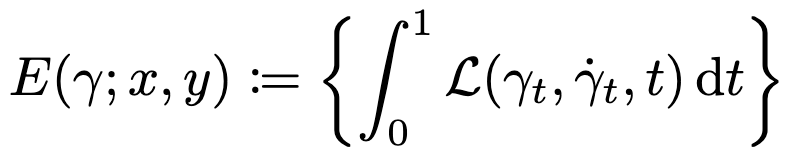 E(γ; x, y) := { ∫₀¹ ℒ(γₜ, γ̇ₜ, t) dt }